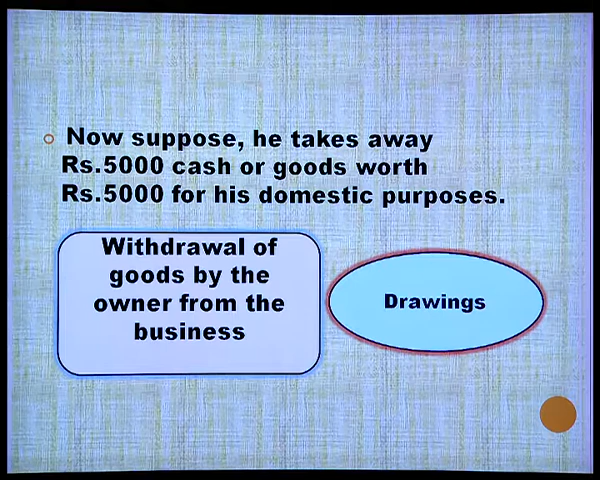 Now suppose, he takes away
Rs.5000 cash or goods worth
Rs.5000 for his domestic purposes.
Withdrawal of
goods by the
owner from the
business
Drawings